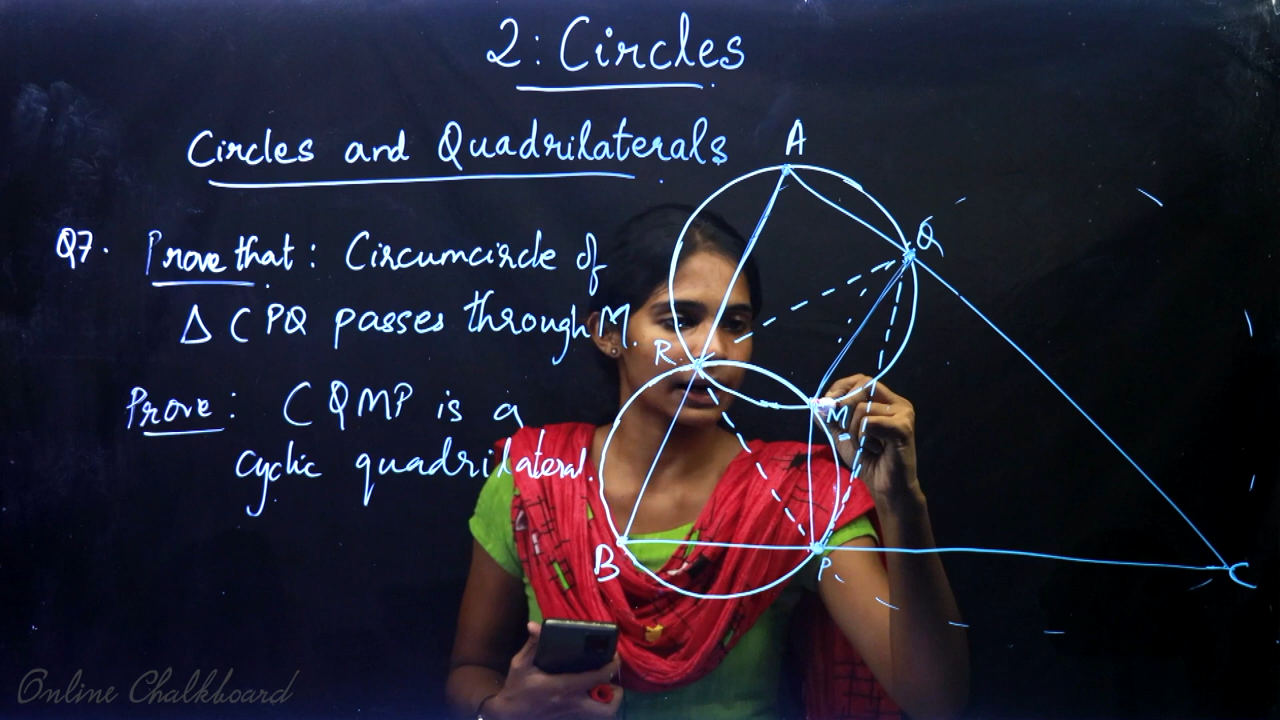 2: Circles
Circles and Quadrilaterals
Q7. Prove that: Circumcircle of
Δ CPQ passes through M.
Prove: CQMP is a
cyclic quadrilateral.
A
Q
R
M
B
P
C
Online Chalkboard